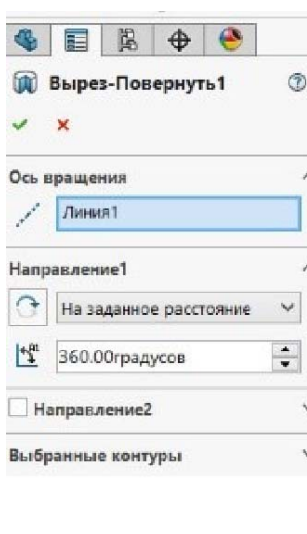 Вырез-Повернуть1
Ось вращения
Линия1
Направление1
На заданное расстояние
360.00градусов
Направление2
Выбранные контуры